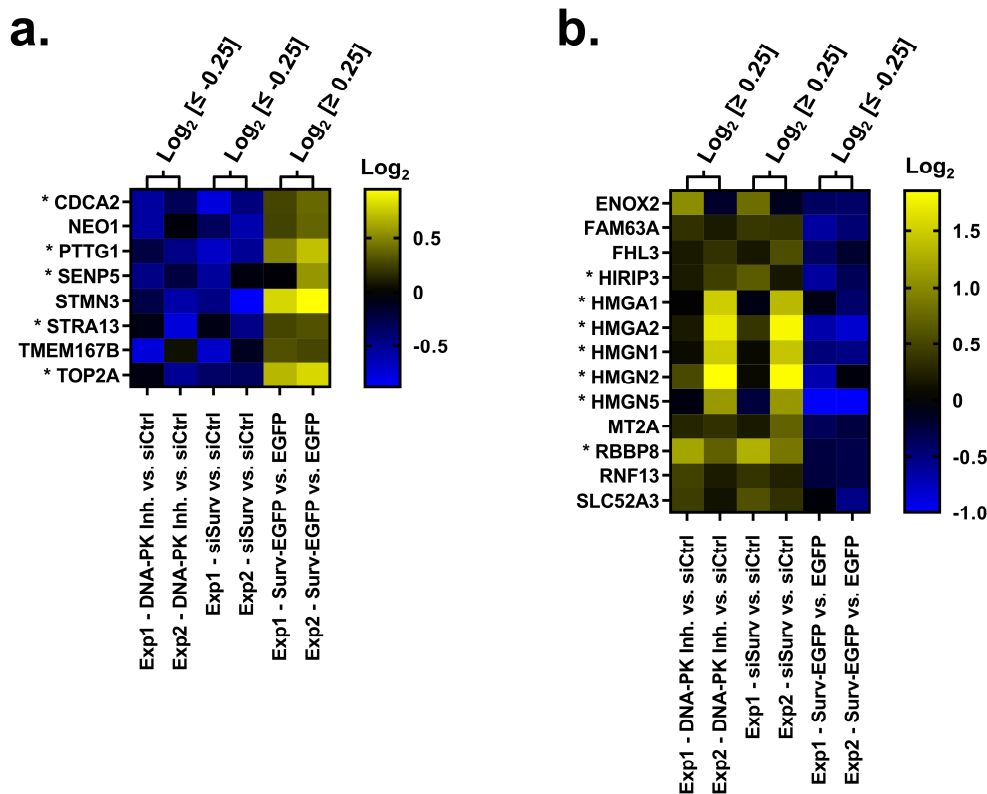 a.
Log₂ [≤ -0.25]
Log₂ [≤ -0.25]
Log₂ [≥ 0.25]
Log₂
* CDCA2
NEO1
* PTTG1
* SENP5
STMN3
* STRA13
TMEM167B
* TOP2A
0.5
0
-0.5
Exp1 - DNA-PK Inh. vs. siCtrl
Exp2 - DNA-PK Inh. vs. siCtrl
Exp1 - siSurv vs. siCtrl
Exp2 - siSurv vs. siCtrl
Exp1 - Surv-EGFP vs. EGFP
Exp2 - Surv-EGFP vs. EGFP
b.
Log₂ [≥ 0.25]
Log₂ [≥ 0.25]
Log₂ [≤ -0.25]
Log₂
ENOX2
FAM63A
FHL3
* HIRIP3
* HMGA1
* HMGA2
* HMGN1
* HMGN2
* HMGN5
MT2A
* RBBP8
RNF13
SLC52A3
1.5
1.0
0.5
0
-0.5
-1.0
Exp1 - DNA-PK Inh. vs. siCtrl
Exp2 - DNA-PK Inh. vs. siCtrl
Exp1 - siSurv vs. siCtrl
Exp2 - siSurv vs. siCtrl
Exp1 - Surv-EGFP vs. EGFP
Exp2 - Surv-EGFP vs. EGFP